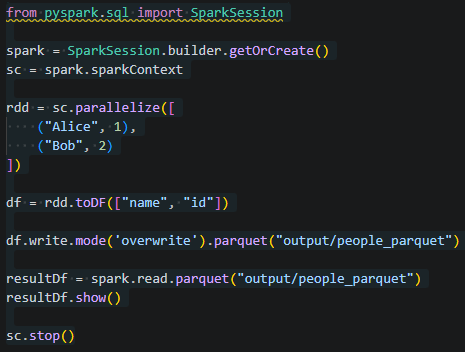 from pyspark.sql import SparkSession
spark = SparkSession.builder.getOrCreate()
sc = spark.sparkContext
rdd = sc.parallelize([
    ("Alice", 1),
    ("Bob", 2)
])
df = rdd.toDF(["name", "id"])
df.write.mode('overwrite').parquet("output/people_parquet")
resultDf = spark.read.parquet("output/people_parquet")
resultDf.show()
sc.stop()